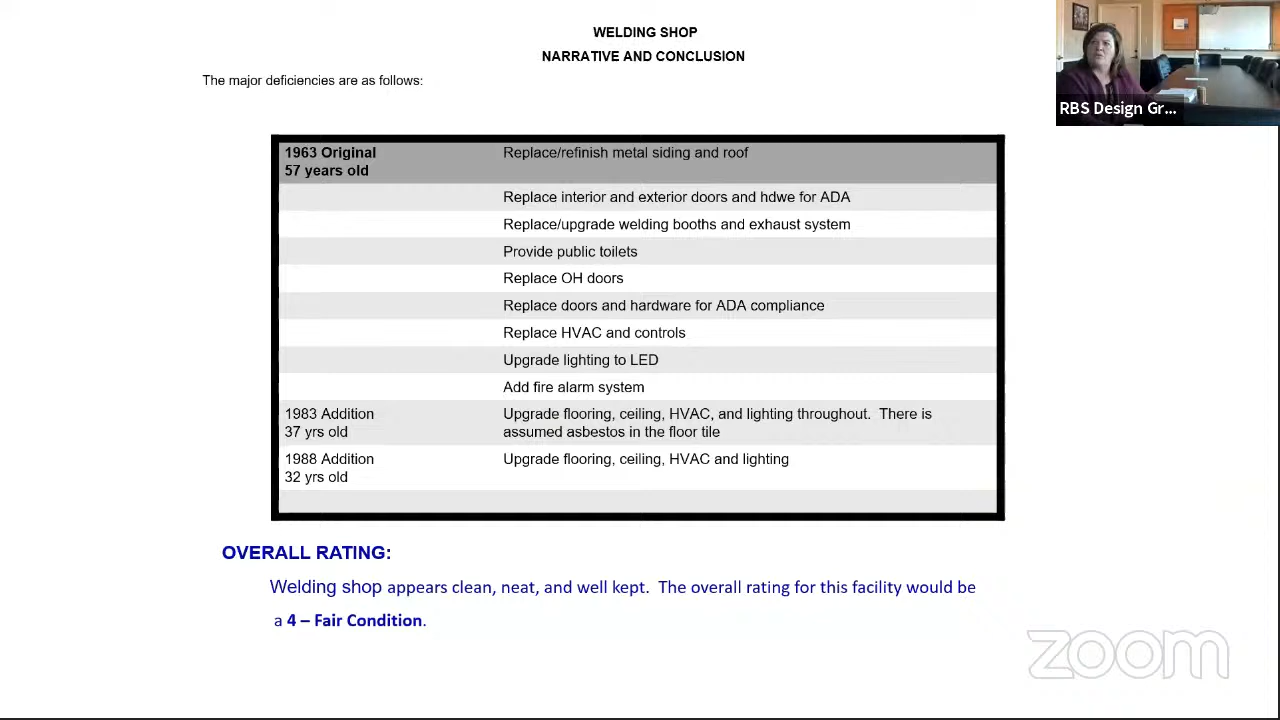 WELDING SHOP
NARRATIVE AND CONCLUSION
The major deficiencies are as follows:
RBS Design Gr...
1963 Original
57 years old
Replace/refinish metal siding and roof
Replace interior and exterior doors and hdwe for ADA
Replace/upgrade welding booths and exhaust system
Provide public toilets
Replace OH doors
Replace doors and hardware for ADA compliance
Replace HVAC and controls
Upgrade lighting to LED
Add fire alarm system
1983 Addition
37 yrs old
Upgrade flooring, ceiling, HVAC, and lighting throughout. There is
assumed asbestos in the floor tile
1988 Addition
32 yrs old
Upgrade flooring, ceiling, HVAC and lighting
OVERALL RATING:
Welding shop appears clean, neat, and well kept. The overall rating for this facility would be
a 4 – Fair Condition.
zoom